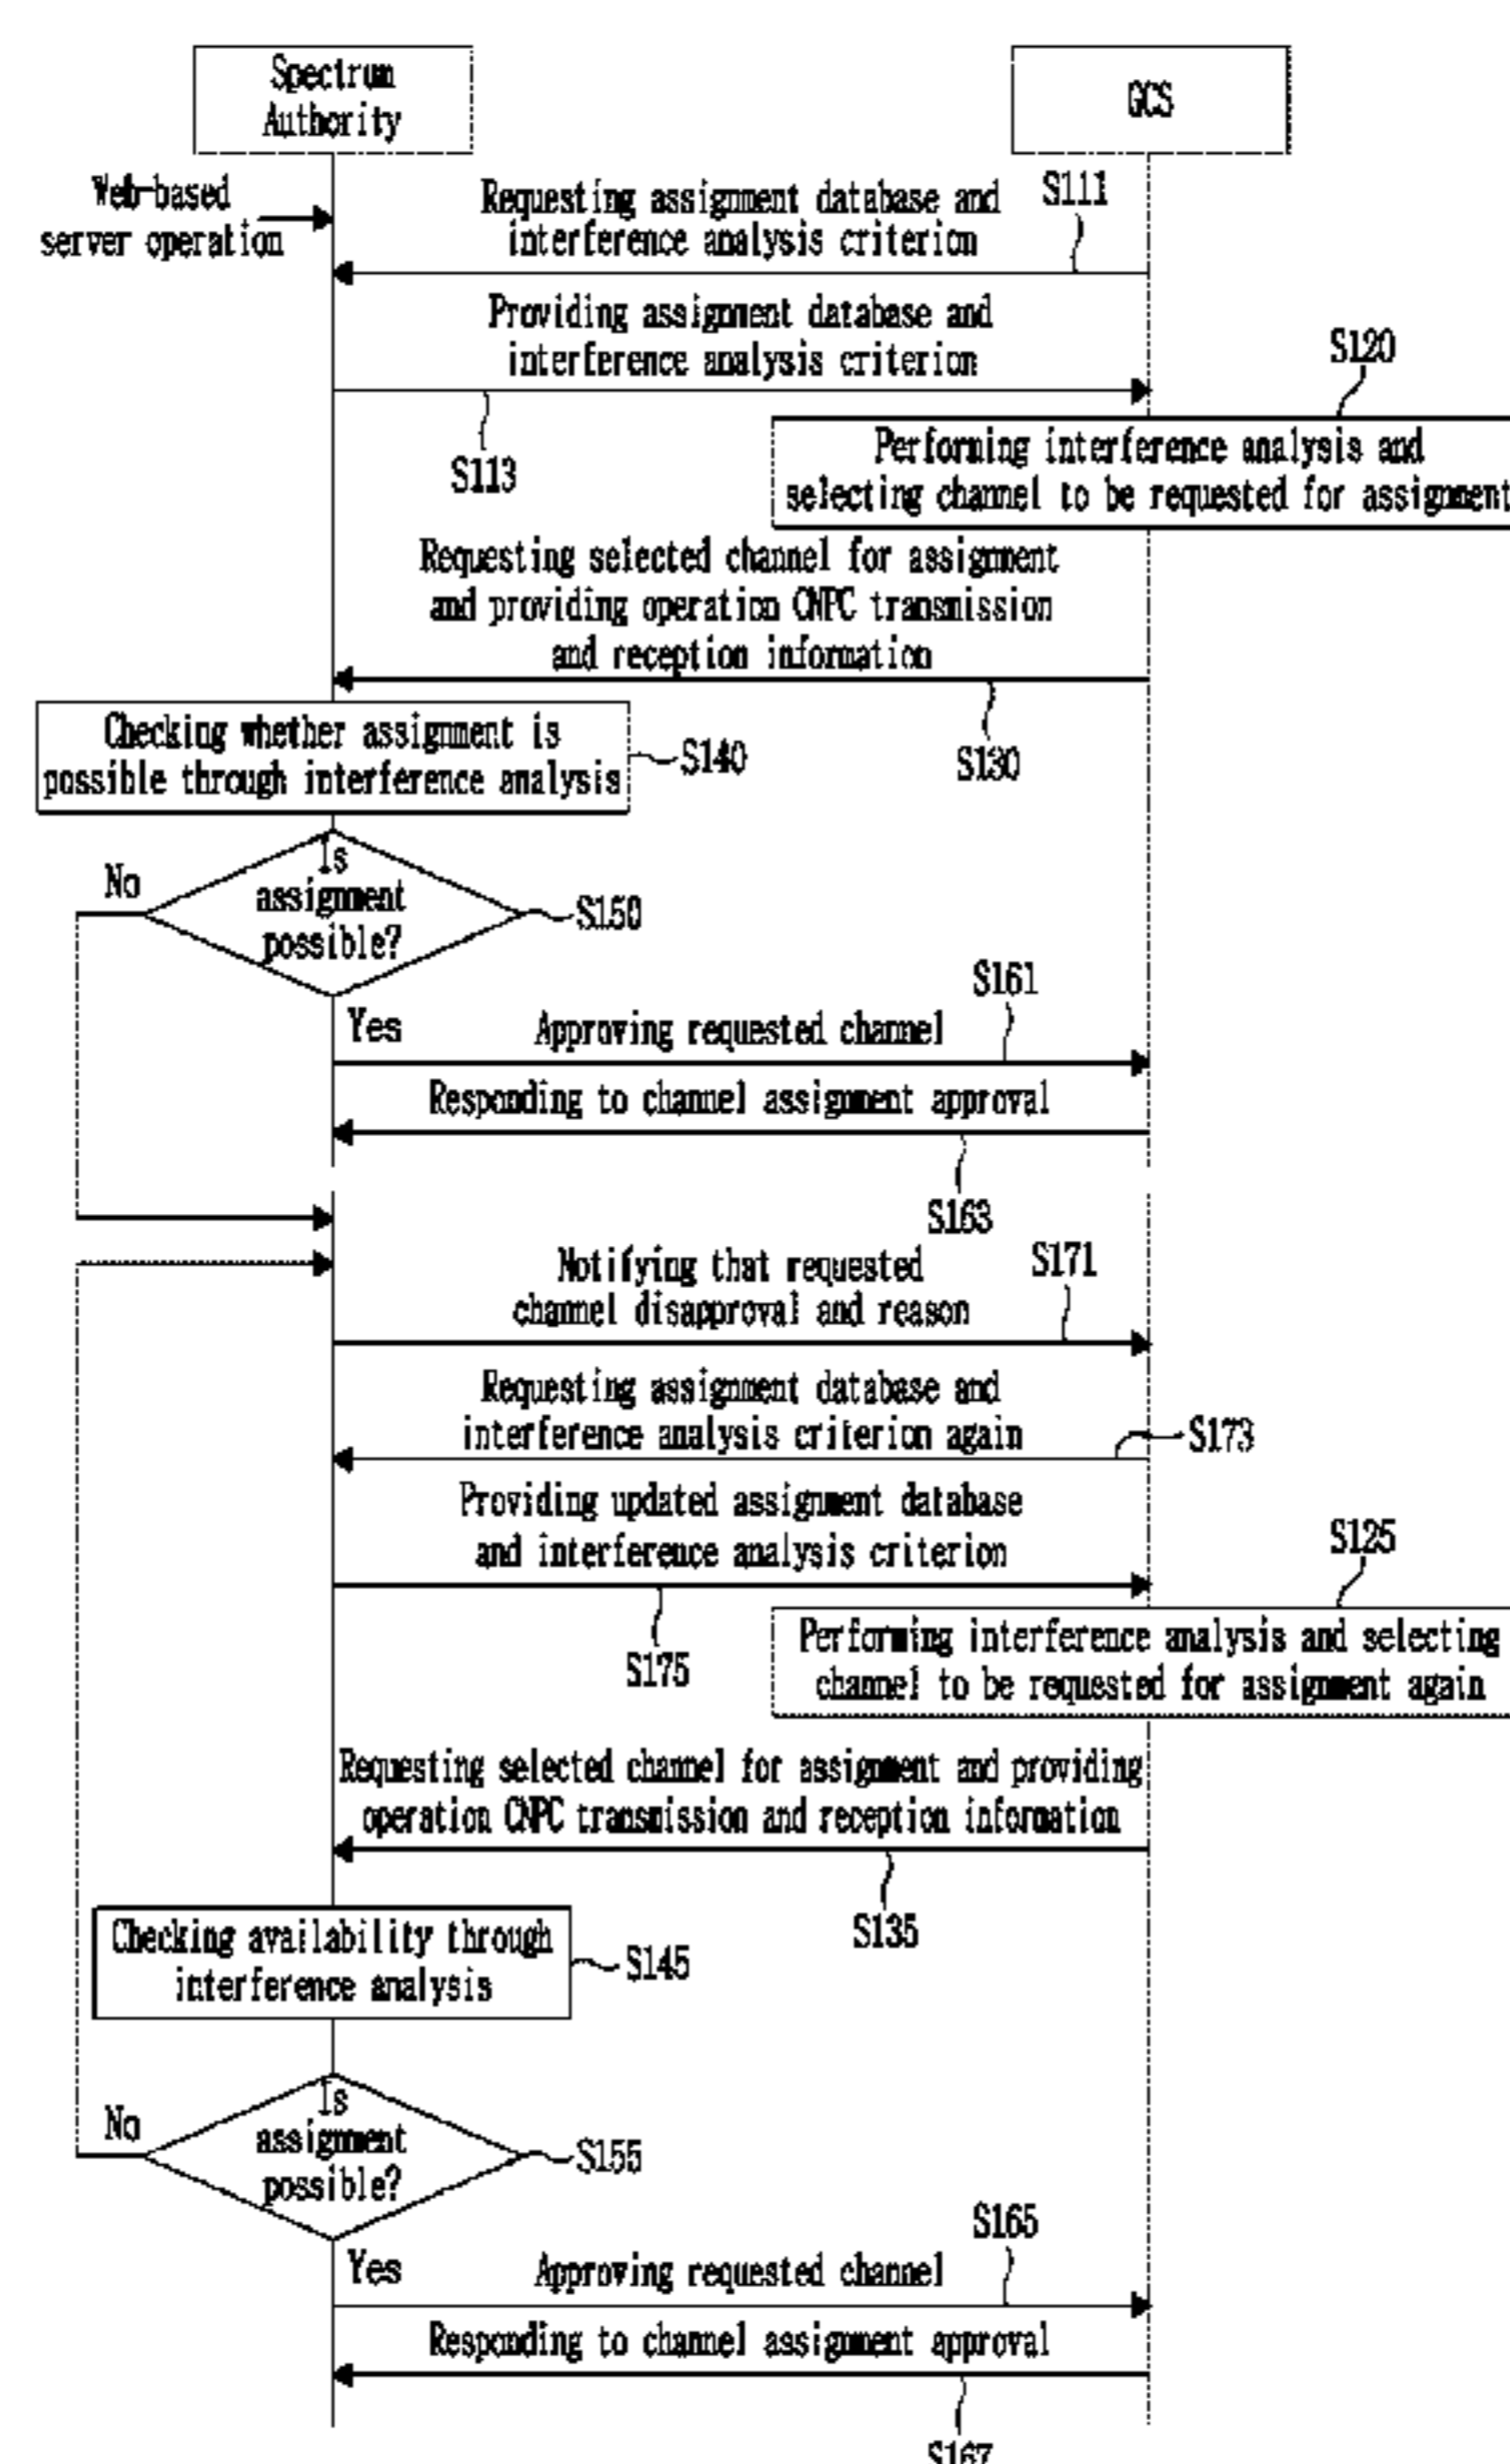 Spectrum
Authority
GCS
Web-based
server operation
Requesting assignment database and
interference analysis criterion
S111
Providing assignment database and
interference analysis criterion
S113
S120
Performing interference analysis and
selecting channel to be requested for assignment
Requesting selected channel for assignment
and providing operation CNPC transmission
and reception information
S130
Checking whether assignment is
possible through interference analysis
S140
Is
assignment
possible?
No
S150
Yes
S161
Approving requested channel
Responding to channel assignment approval
S163
Notifying that requested
channel disapproval and reason
S171
Requesting assignment database and
interference analysis criterion again
S173
Providing updated assignment database
and interference analysis criterion
S175
S125
Performing interference analysis and selecting
channel to be requested for assignment again
Requesting selected channel for assignment and providing
operation CNPC transmission and reception information
S135
Checking availability through
interference analysis
S145
Is
assignment
possible?
No
S155
Yes
S165
Approving requested channel
Responding to channel assignment approval
S167